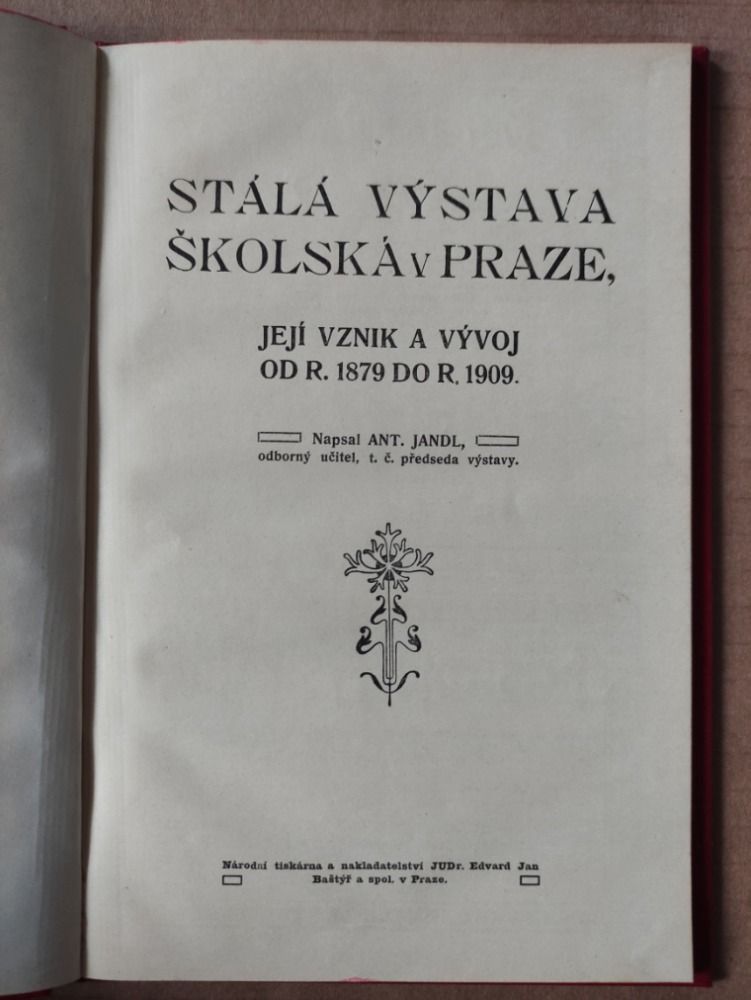 STÁLÁ VÝSTAVA
ŠKOLSKÁ V PRAZE,
JEJÍ VZNIK A VÝVOJ
OD R. 1879 DO R. 1909.
Napsal ANT. JANDL,
odborný učitel, t. č. předseda výstavy.
Národní tiskárna a nakladatelství JUDr. Edvard Jan
Baštýř a spol. v Praze.